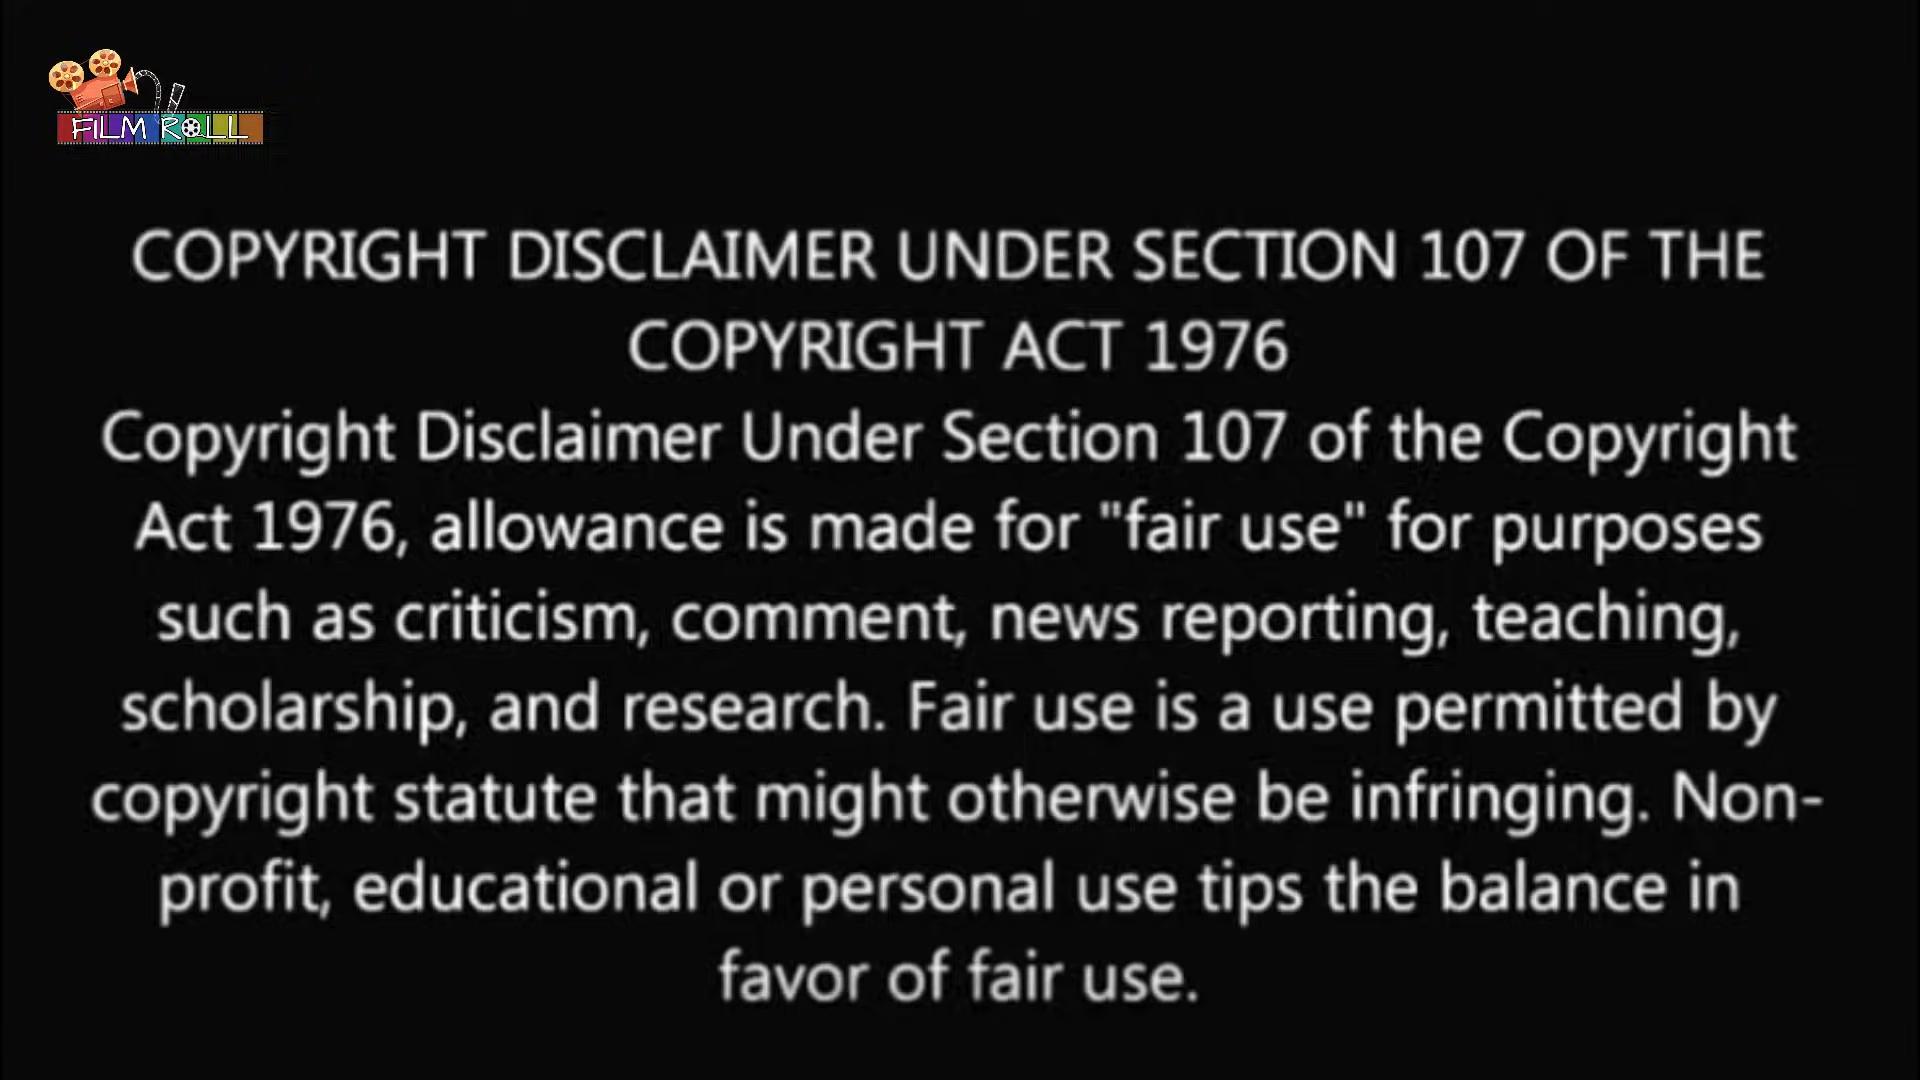 FILM ROLL
COPYRIGHT DISCLAIMER UNDER SECTION 107 OF THE
COPYRIGHT ACT 1976
Copyright Disclaimer Under Section 107 of the Copyright
Act 1976, allowance is made for "fair use" for purposes
such as criticism, comment, news reporting, teaching,
scholarship, and research. Fair use is a use permitted by
copyright statute that might otherwise be infringing. Non-
profit, educational or personal use tips the balance in
favor of fair use.